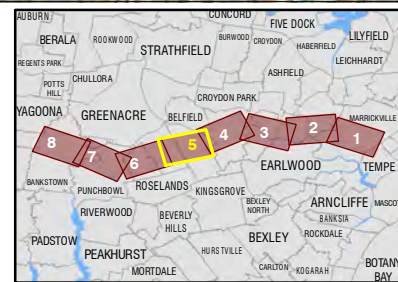 AUBURN
CONCORD
FIVE DOCK
BERALA
ROOKWOOD
BURWOOD
CROYDON
HABERFIELD
LILYFIELD
STRATHFIELD
REGENTS PARK
LEICHHARDT
CHULLORA
ASHFIELD
POTTS
HILL
CROYDON PARK
YAGOONA
GREENACRE
BELFIELD
MARRICKVILLE
8
7
6
5
4
3
2
1
BANKSTOWN
PUNCHBOWL
ROSELANDS
KINGSGROVE
EARLWOOD
TEMPE
RIVERWOOD
BEVERLY
HILLS
BEXLEY
NORTH
ARNCLIFFE
MASCOT
BANKSIA
PADSTOW
PEAKHURST
HURSTVILLE
BEXLEY
ROCKDALE
BOTANY
BAY
MORTDALE
CARLTON
KOGARAH